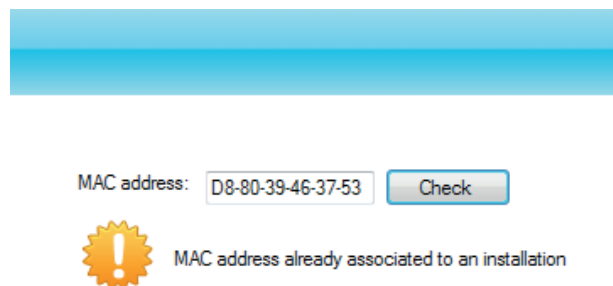 MAC address: D8-80-39-46-37-53 Check
MAC address already associated to an installation